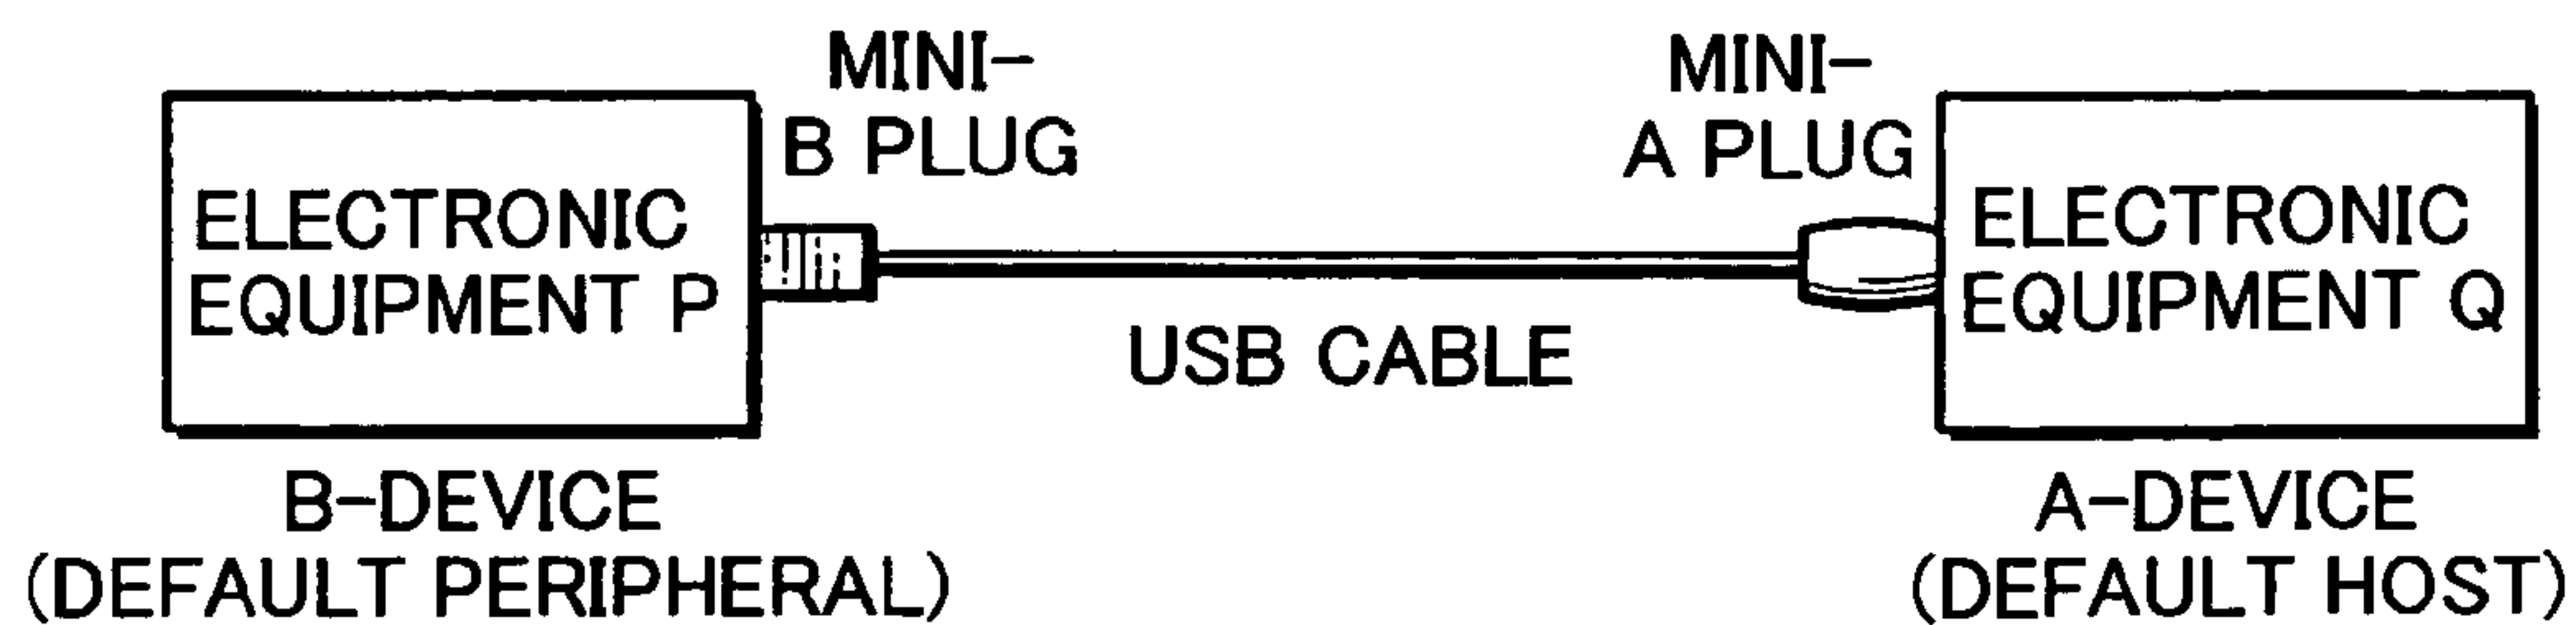 MINI-
B PLUG
MINI-
A PLUG
ELECTRONIC
EQUIPMENT P
ELECTRONIC
EQUIPMENT Q
USB CABLE
B-DEVICE
(DEFAULT PERIPHERAL)
A-DEVICE
(DEFAULT HOST)